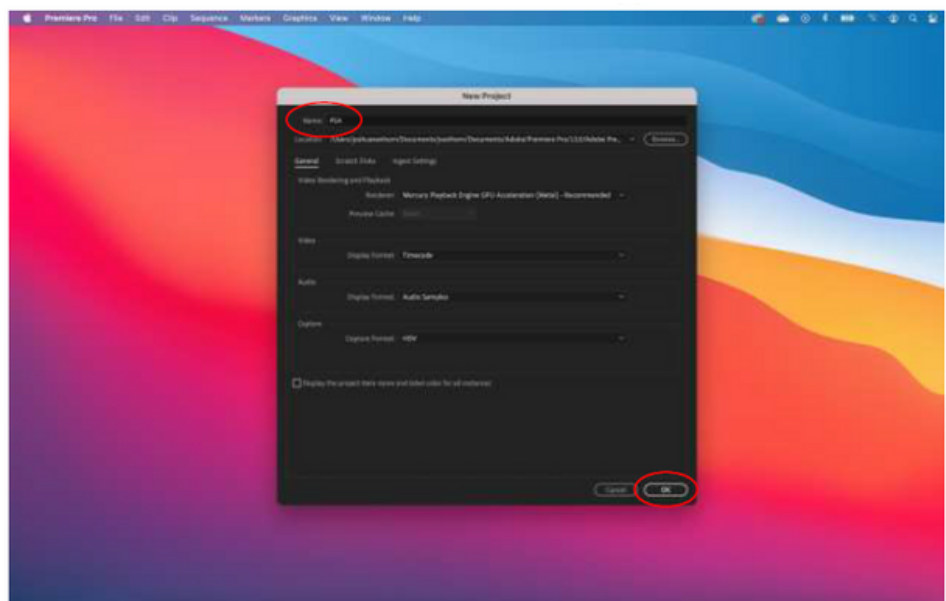 Premiere Pro File Edit Clip Sequence Markers Graphics View Window Help
New Project
Name: PSA
Location: Browse...
General Scratch Disks Ingest Settings
Video Rendering and Playback
Renderer: Mercury Playback Engine GPU Acceleration (Metal) - Recommended
Preview Cache:
Video
Display Format: Timecode
Audio
Display Format: Audio Samples
Capture
Capture Format: HDV
Display the project item name and label color for all instances
Cancel OK